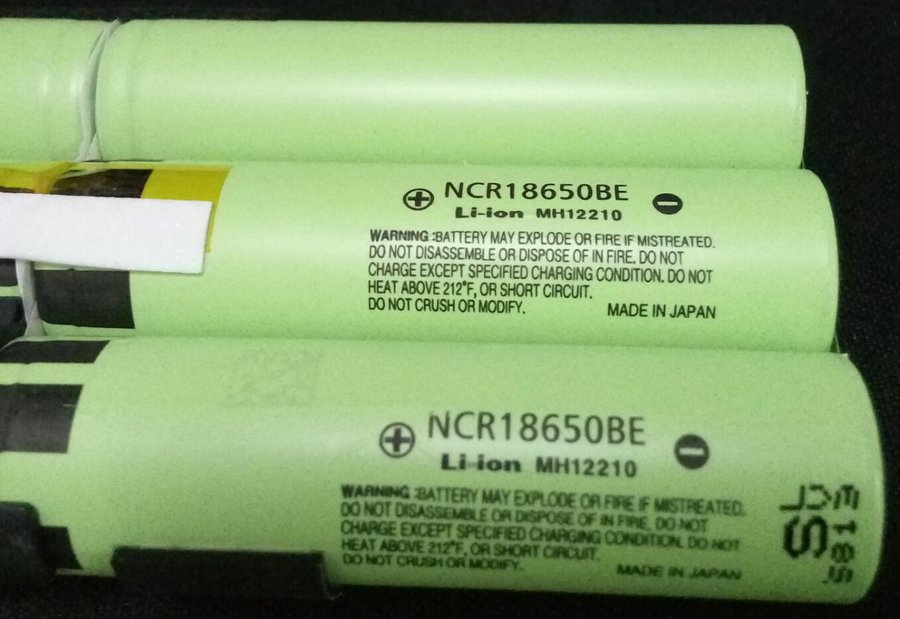 ⊕ NCR18650BE ⊖
Li-ion MH12210
WARNING :BATTERY MAY EXPLODE OR FIRE IF MISTREATED.
DO NOT DISASSEMBLE OR DISPOSE OF IN FIRE, DO NOT
CHARGE EXCEPT SPECIFIED CHARGING CONDITION. DO NOT
HEAT ABOVE 212°F, OR SHORT CIRCUIT.
DO NOT CRUSH OR MODIFY. MADE IN JAPAN
⊕ NCR18650BE ⊖
Li-ion MH12210
WARNING :BATTERY MAY EXPLODE OR FIRE IF MISTREATED.
DO NOT DISASSEMBLE OR DISPOSE OF IN FIRE, DO NOT
CHARGE EXCEPT SPECIFIED CHARGING CONDITION. DO NOT
HEAT ABOVE 212°F, OR SHORT CIRCUIT.
DO NOT CRUSH OR MODIFY. MADE IN JAPAN
SL